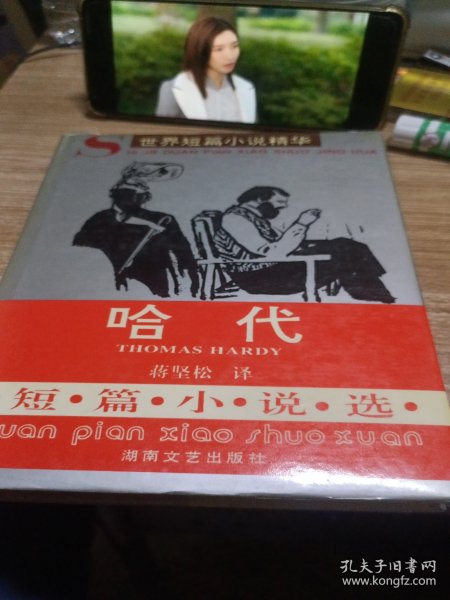 世界短篇小说精华
SHI JIE DUAN PIAN XIAO SHUO JING HUA
哈 代
THOMAS HARDY
蒋坚松 译
·短·篇·小·说·选·
uan pian xiao shuo xuan
湖南文艺出版社
孔夫子旧书网
www.kongfz.com